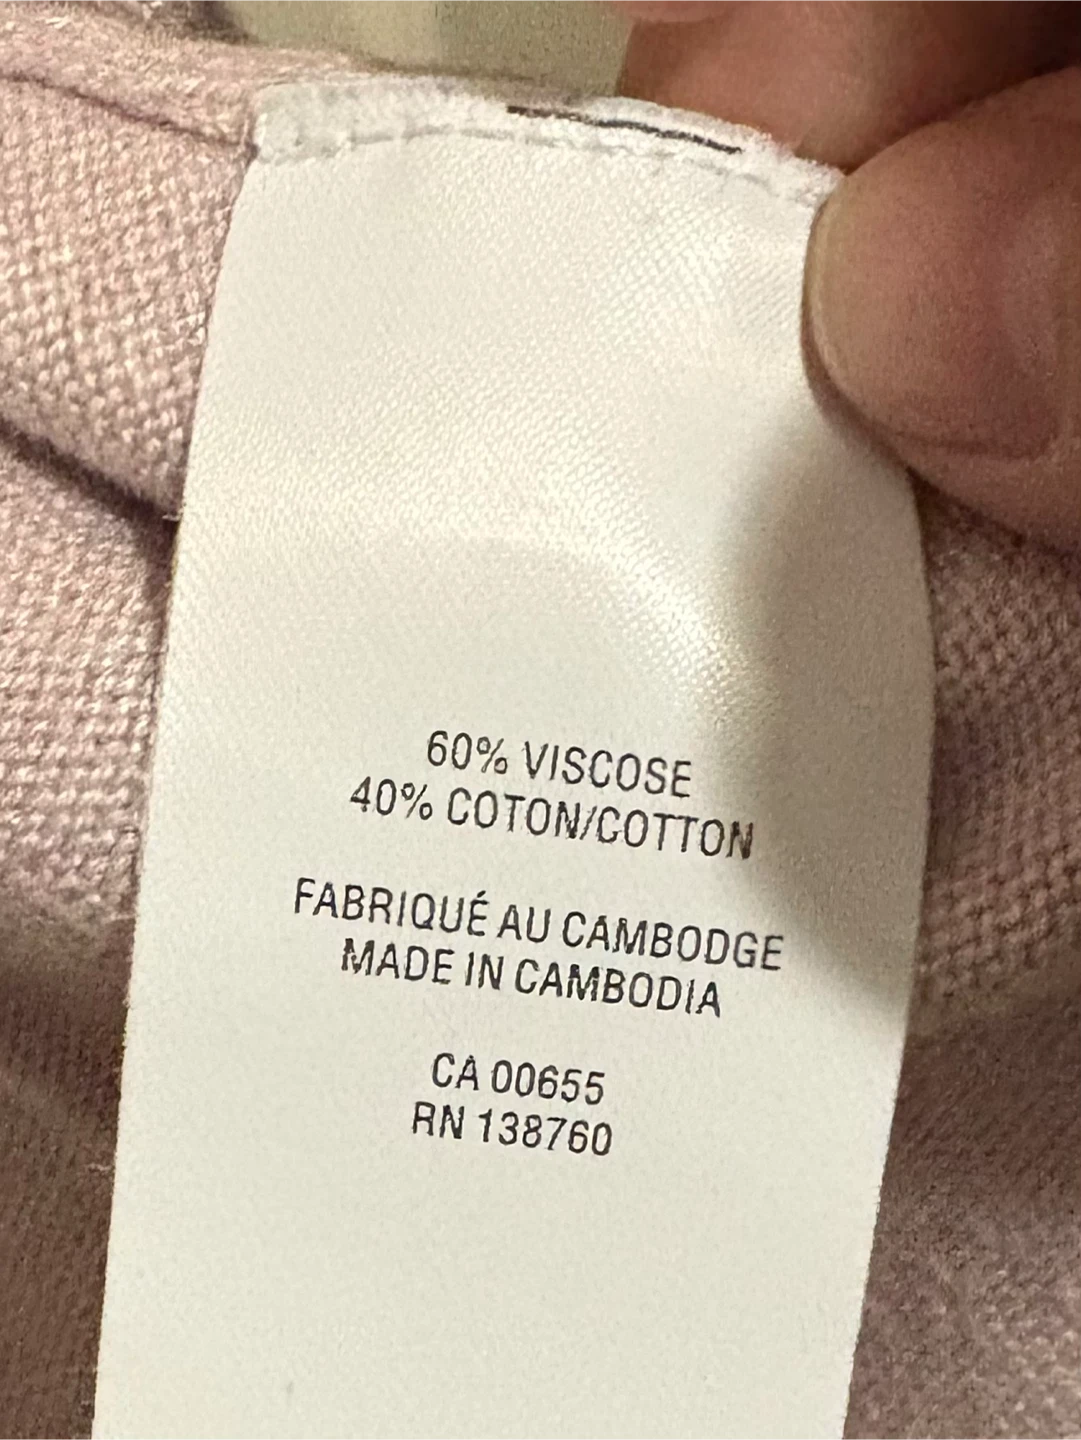 60% VISCOSE
40% COTON/COTTON
FABRIQUÉ AU CAMBODGE
MADE IN CAMBODIA
CA 00655
RN 138760